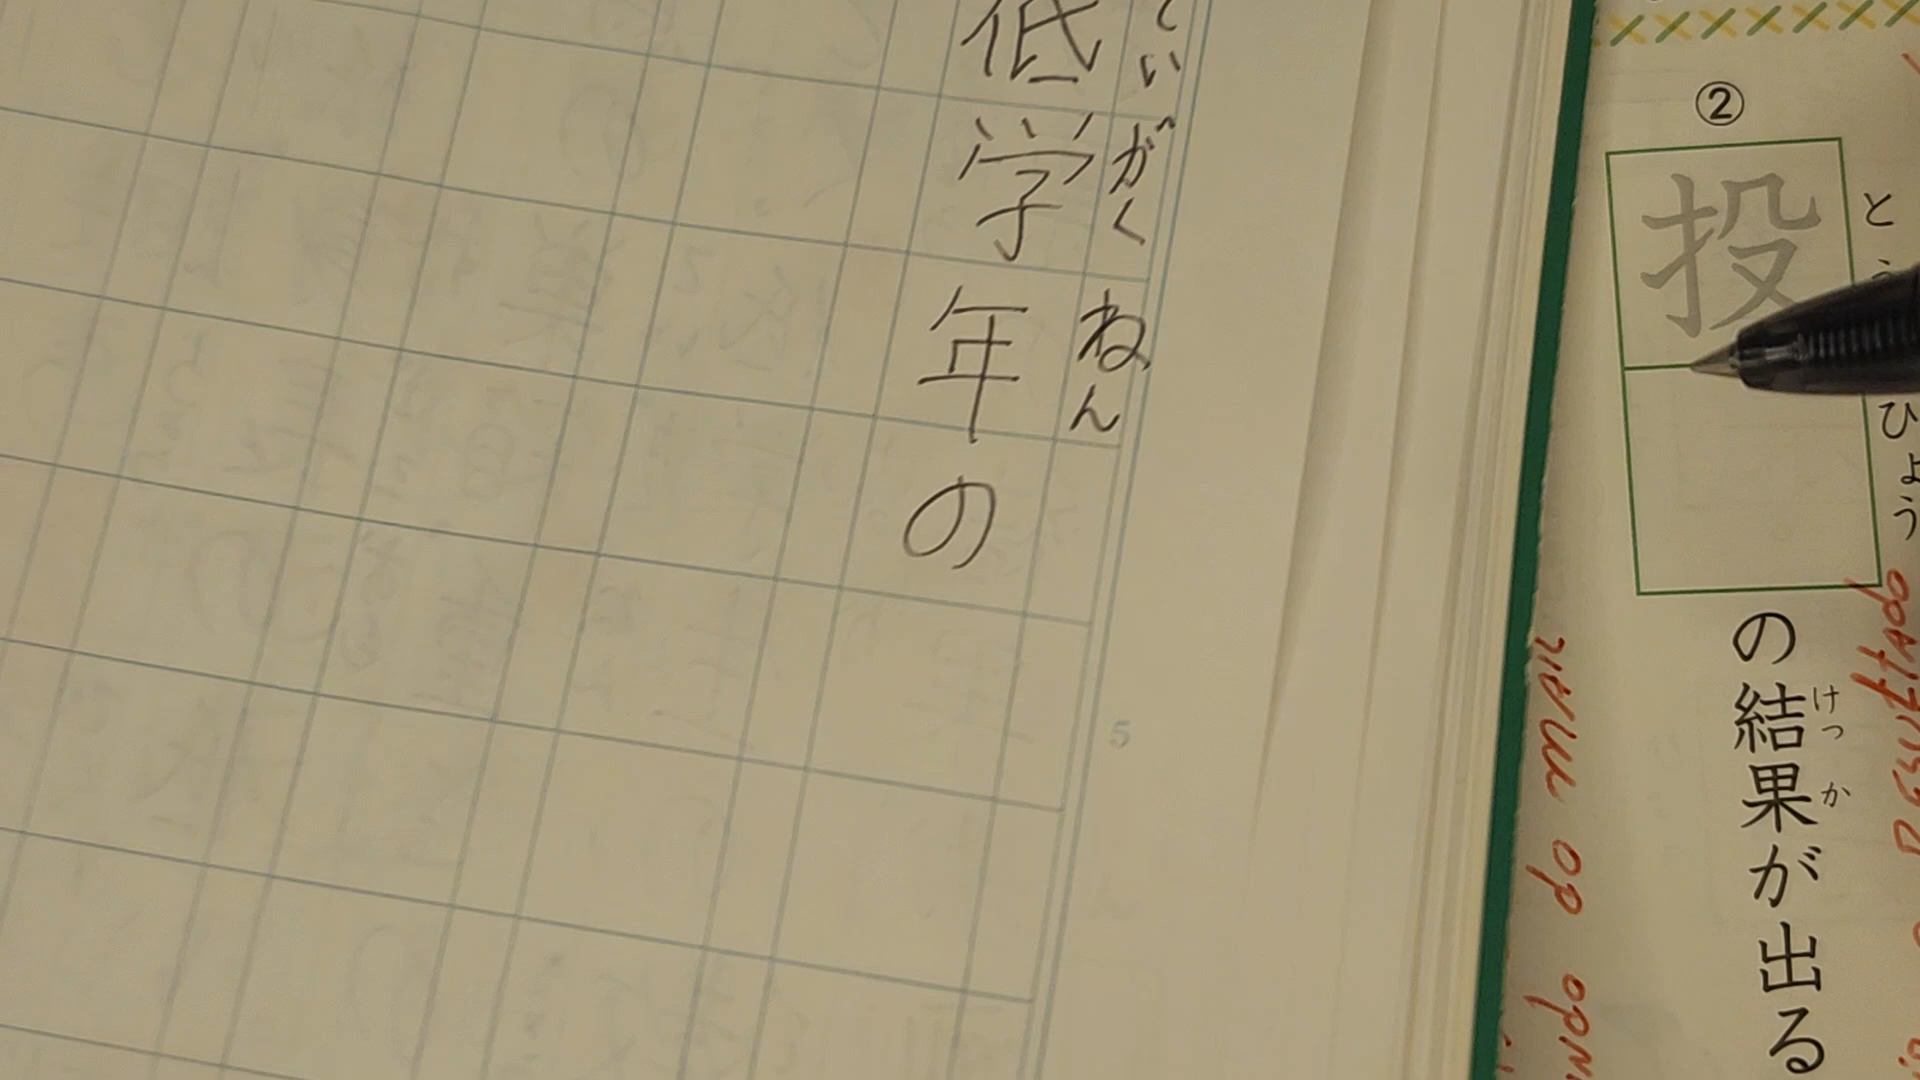 ②
とうひょう
投
の結果が出る
けっか
ていがくねん
低学年の
5